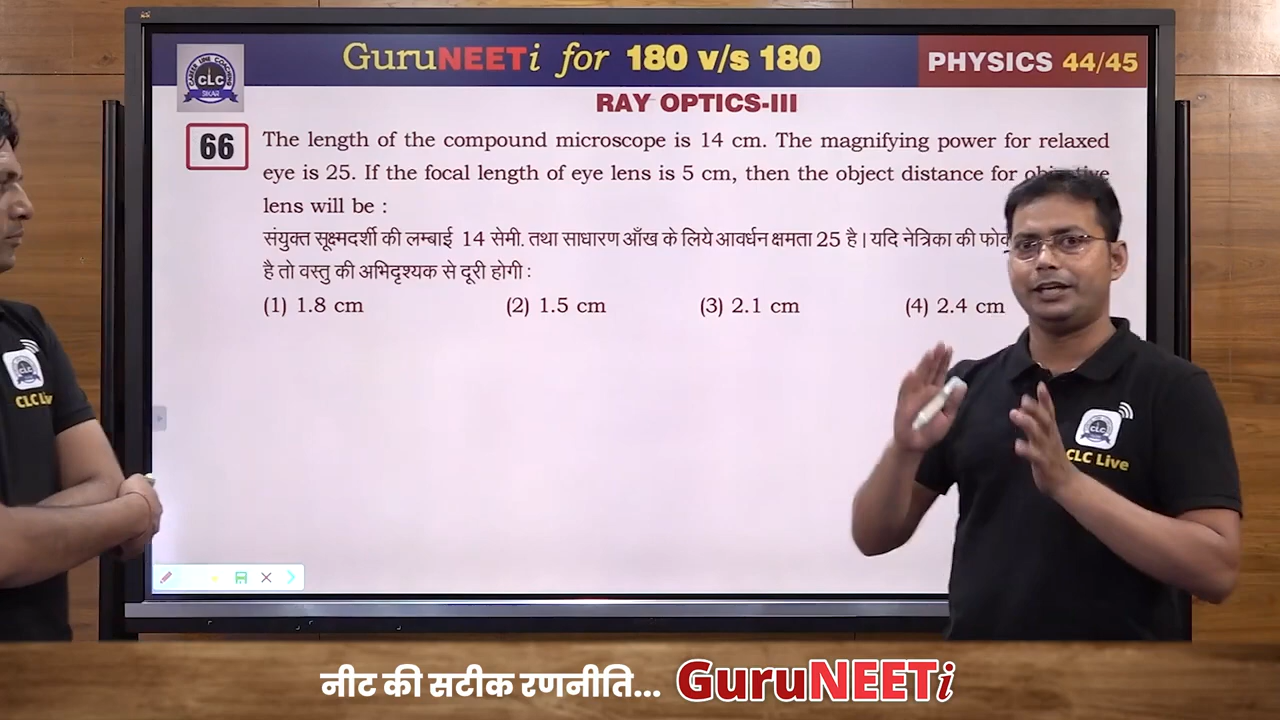 GuruNEETi for 180 v/s 180
PHYSICS 44/45
CLC
SIKAR
RAY OPTICS-III
66
The length of the compound microscope is 14 cm. The magnifying power for relaxed
eye is 25. If the focal length of eye lens is 5 cm, then the object distance for
lens will be :
संयुक्त सूक्ष्मदर्शी की लम्बाई 14 सेमी. तथा साधारण आँख के लिये आवर्धन क्षमता 25 है। यदि नेत्रिका की
है तो वस्तु की अभिदृश्यक से दूरी होगी :
(1) 1.8 cm (2) 1.5 cm (3) 2.1 cm (4) 2.4 cm
CLC
CLC Live
CLC
नीट की सटीक रणनीति... GuruNEETi